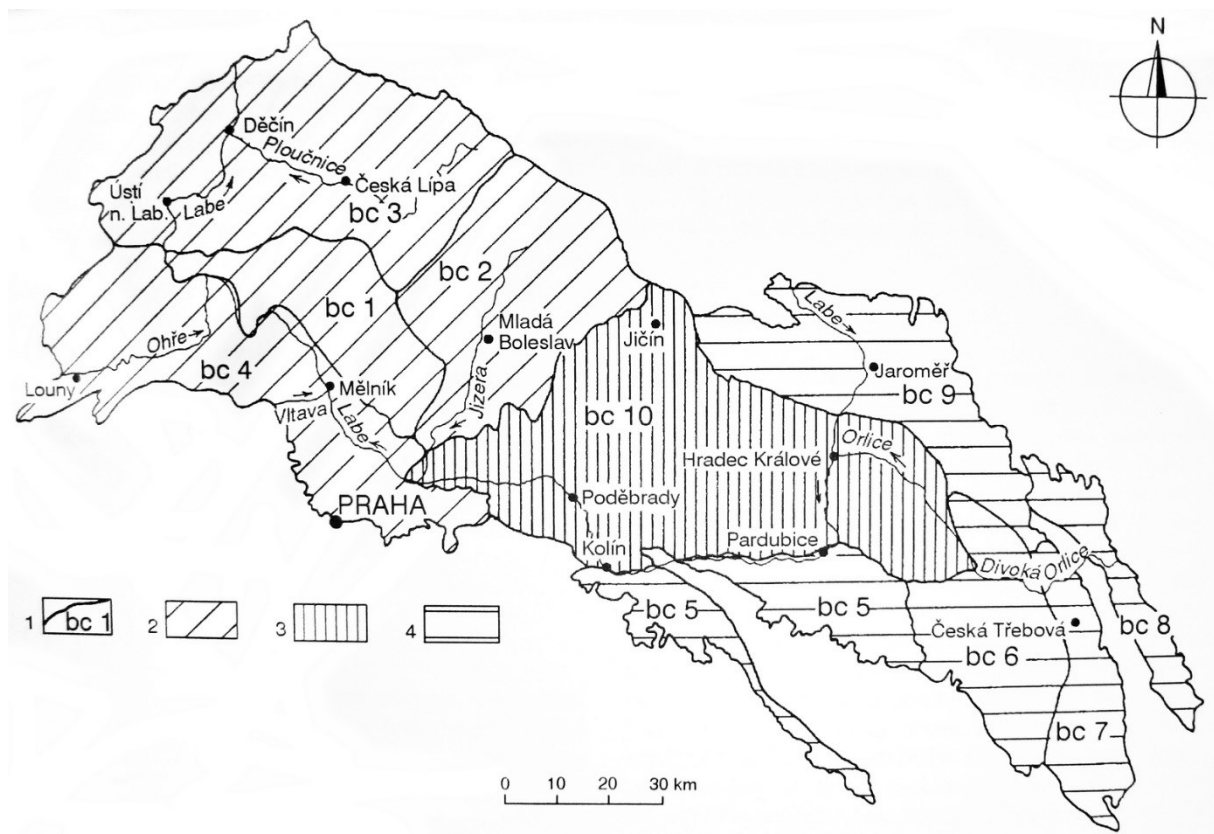 N
Děčín
Ploučnice
Ústí
n. Lab.
Labe
Česká Lípa
bc 3
bc 2
bc 1
Mladá
Boleslav
Jizera
Ohře
Louny
bc 4
Mělník
Vltava
Labe
PRAHA
Jičín
bc 10
Labe
Jaroměř
bc 9
Hradec Králové
Orlice
Poděbrady
Kolín
Pardubice
Divoká Orlice
bc 5
bc 5
Česká Třebová
bc 6
bc 8
bc 7
1 bc 1 2 3 4
0 10 20 30 km